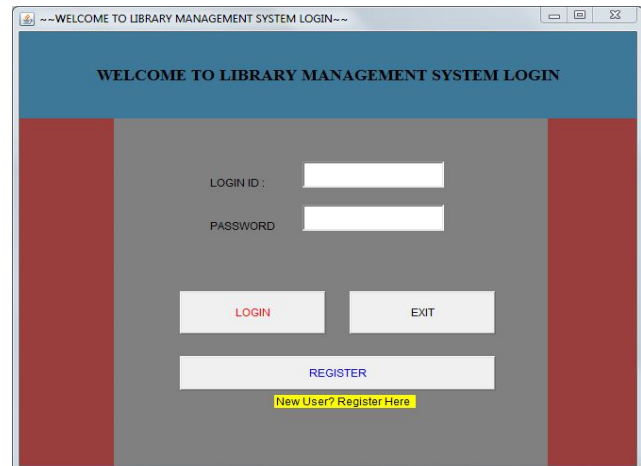 ~~WELCOME TO LIBRARY MANAGEMENT SYSTEM LOGIN~~
WELCOME TO LIBRARY MANAGEMENT SYSTEM LOGIN
LOGIN ID :
PASSWORD
LOGIN EXIT
REGISTER
New User? Register Here